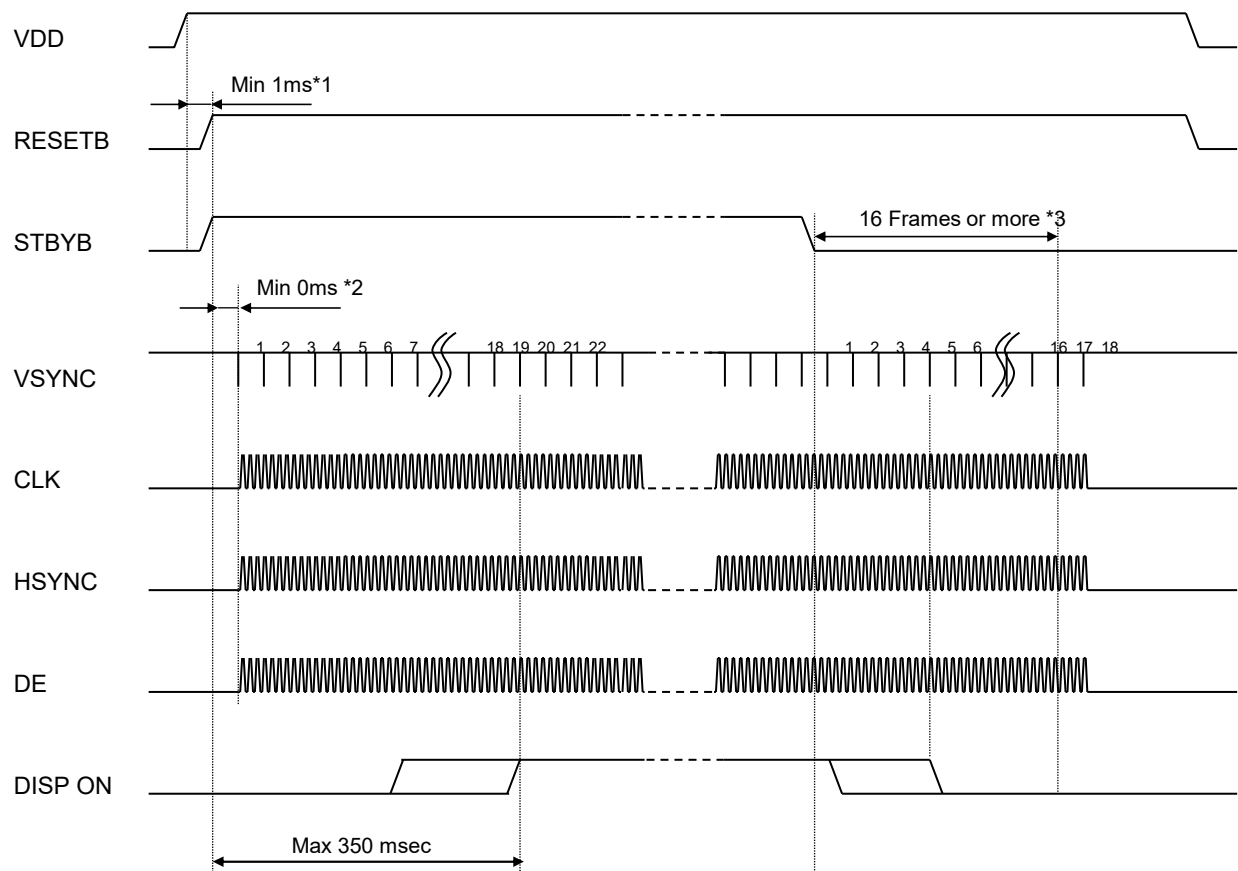 VDD
Min 1ms*1
RESETB
STBYB
16 Frames or more *3
Min 0ms *2
1 2 3 4 5 6 7 18 19 20 21 22 1 2 3 4 5 6 16 17 18
VSYNC
CLK
HSYNC
DE
DISP ON
Max 350 msec